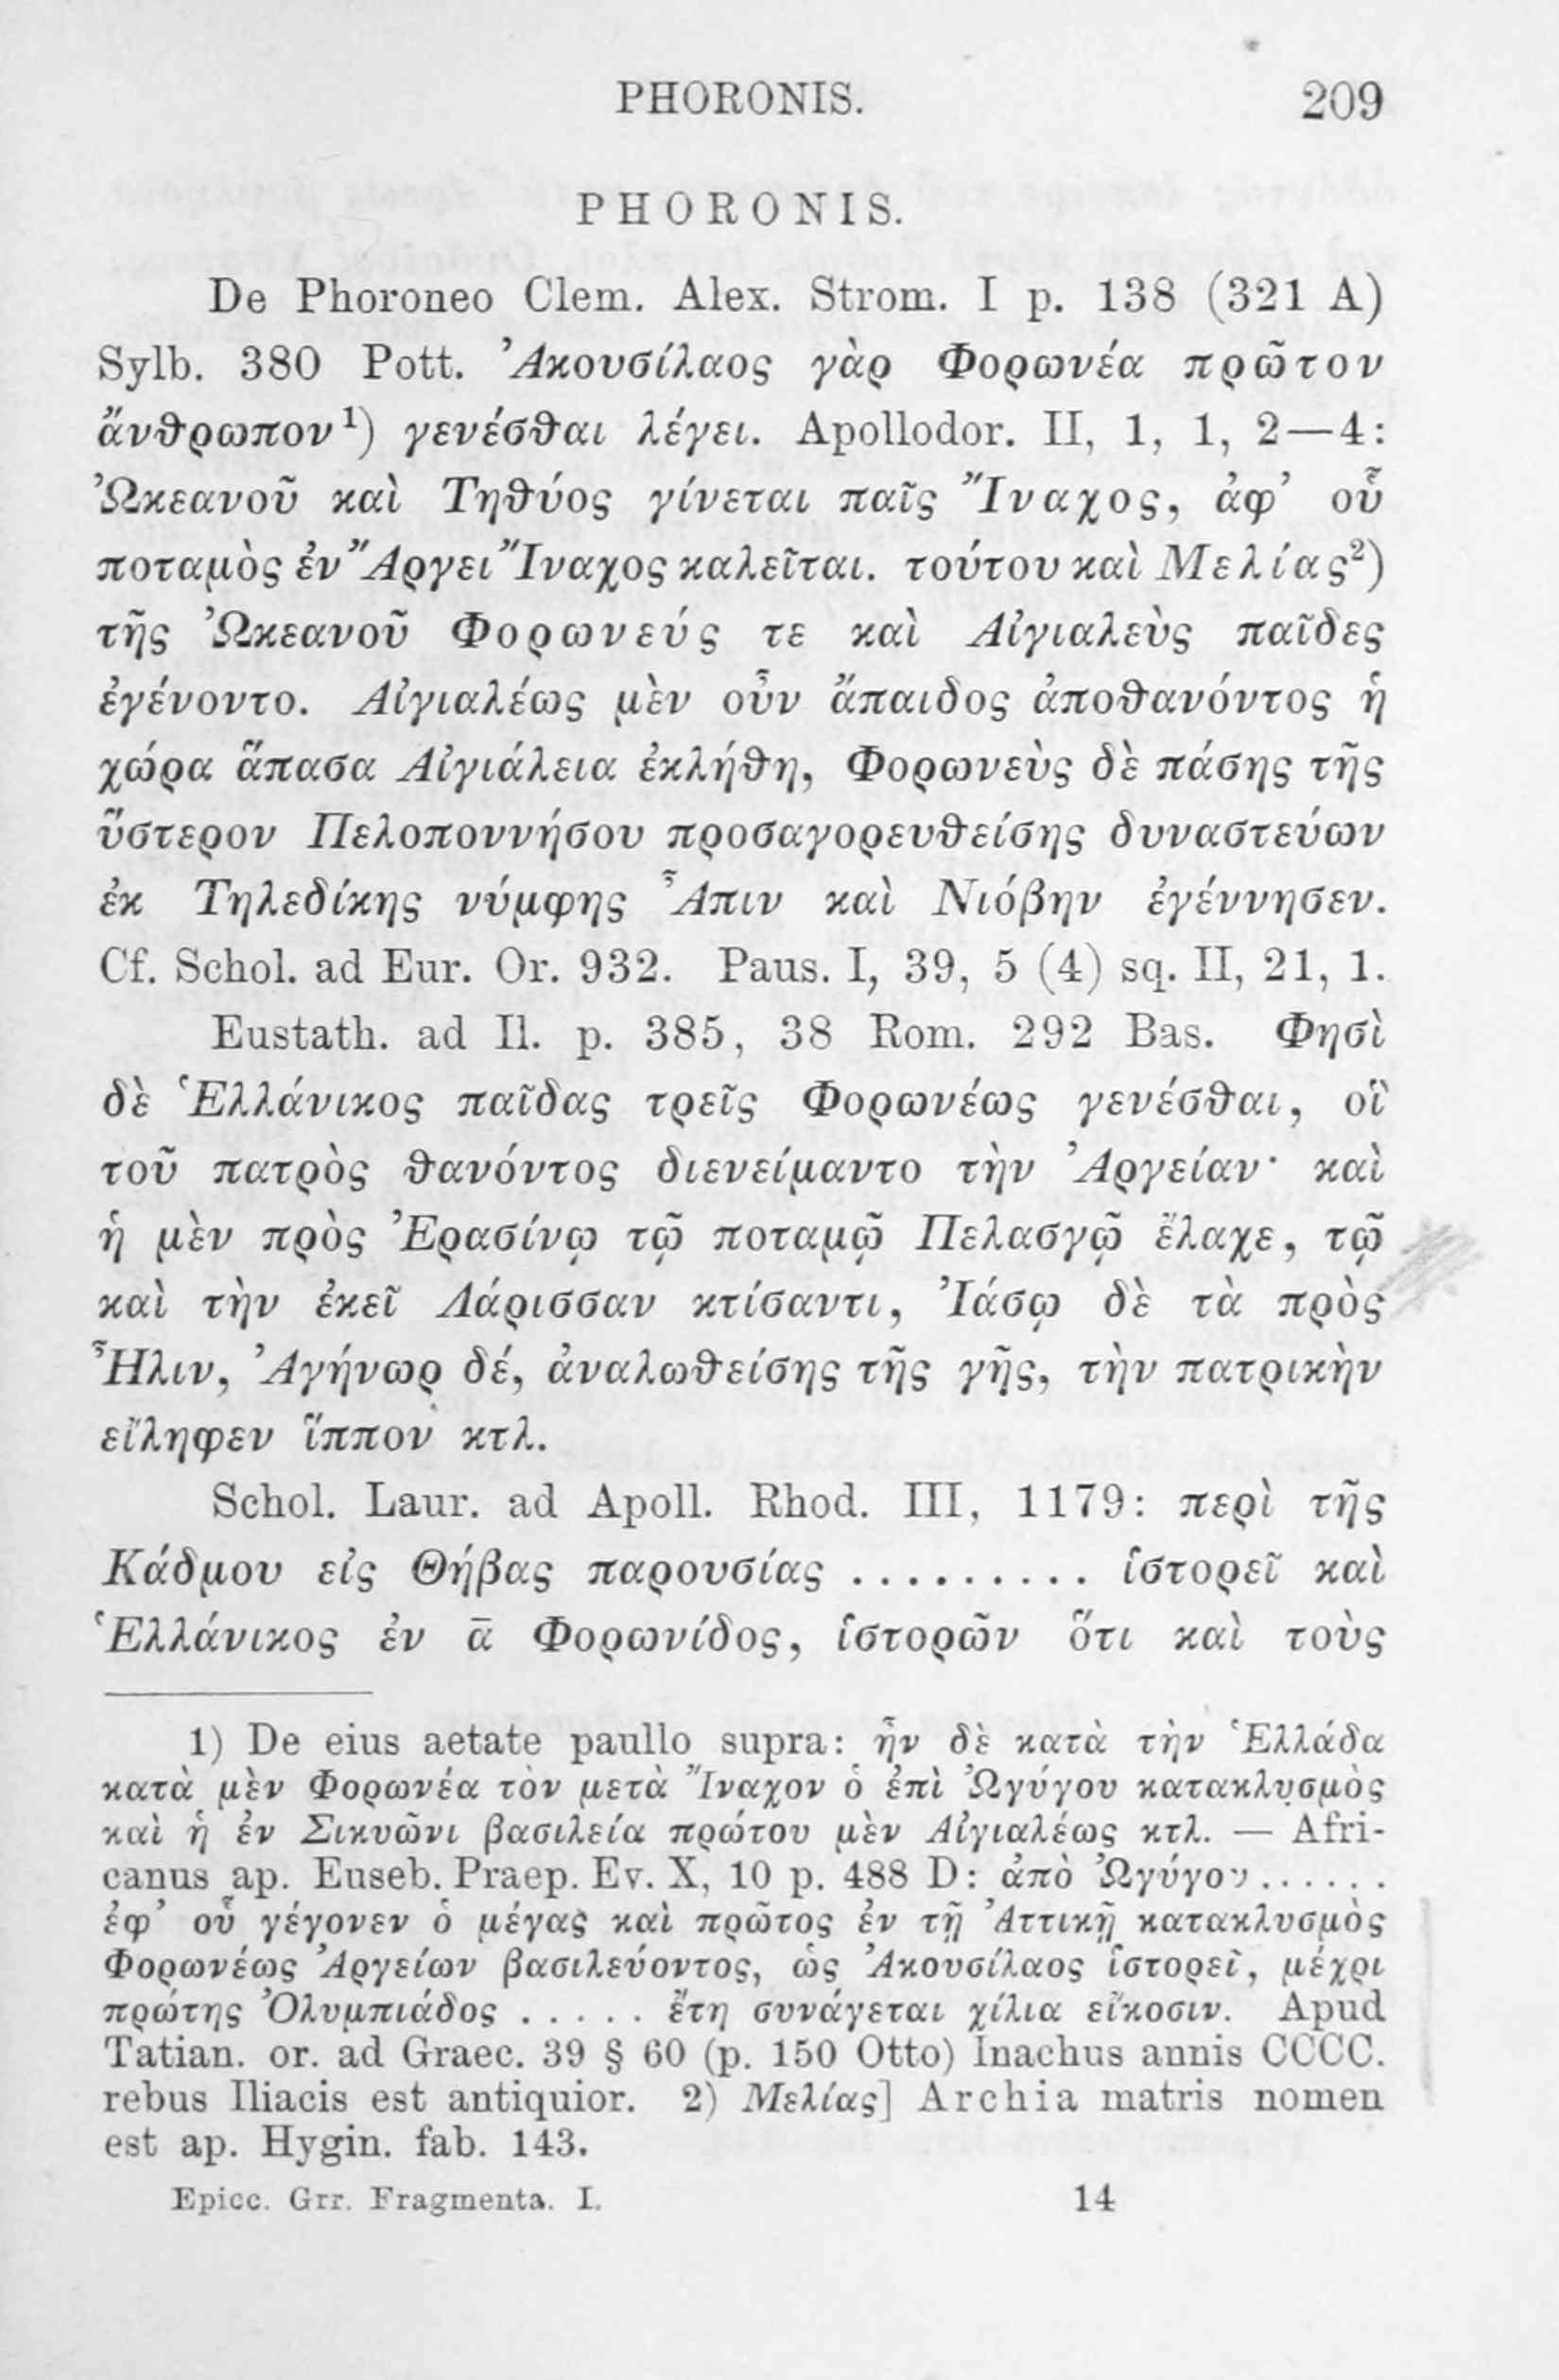 PHORONIS. 209
PHORONIS.
De Phoroneo Clem. Alex. Strom. I p. 138 (321 A)
Sylb. 380 Pott. Ἀκουσίλαος γὰρ Φορωνέα πρῶτον
ἄνθρωπον¹) γενέσθαι λέγει. Apollodor. II, 1, 1, 2—4:
Ὠκεανοῦ καὶ Τηθύος γίνεται παῖς Ἴναχος, ἀφ’ οὗ
ποταμὸς ἐν Ἄργει Ἴναχος καλεῖται. τούτου καὶ Μελίας²)
τῆς Ὠκεανοῦ Φορωνεύς τε καὶ Αἰγιαλεὺς παῖδες
ἐγένοντο. Αἰγιαλέως μὲν οὖν ἄπαιδος ἀποθανόντος ἡ
χώρα ἅπασα Αἰγιάλεια ἐκλήθη, Φορωνεὺς δὲ πάσης τῆς
ὕστερον Πελοποννήσου προσαγορευθείσης δυναστεύων
ἐκ Τηλεδίκης νύμφης Ἆπιν καὶ Νιόβην ἐγέννησεν.
Cf. Schol. ad Eur. Or. 932. Paus. I, 39, 5 (4) sq. II, 21, 1.
Eustath. ad Il. p. 385, 38 Rom. 292 Bas. Φησὶ
δὲ Ἑλλάνικος παῖδας τρεῖς Φορωνέως γενέσθαι, οἳ
τοῦ πατρὸς θανόντος διενείμαντο τὴν Ἀργείαν· καὶ
ἡ μὲν πρὸς Ἐρασίνῳ τῷ ποταμῷ Πελασγῷ ἔλαχε, τῷ
καὶ τὴν ἐκεῖ Λάρισσαν κτίσαντι, Ἰάσῳ δὲ τὰ πρὸς
Ἦλιν, Ἀγήνωρ δέ, ἀναλωθείσης τῆς γῆς, τὴν πατρικὴν
εἴληφεν ἵππον κτλ.
Schol. Laur. ad Apoll. Rhod. III, 1179: περὶ τῆς
Κάδμου εἰς Θήβας παρουσίας ......... ἱστορεῖ καὶ
Ἑλλάνικος ἐν ᾱ Φορωνίδος, ἱστορῶν ὅτι καὶ τοὺς
1) De eius aetate paullo supra: ἦν δὲ κατὰ τὴν Ἑλλάδα
κατὰ μὲν Φορωνέα τὸν μετὰ Ἴναχον ὁ ἐπὶ Ὠγύγου κατακλυσμὸς
καὶ ἡ ἐν Σικυῶνι βασιλεία πρώτου μὲν Αἰγιαλέως κτλ. — Afri-
canus ap. Euseb. Praep. Ev. X, 10 p. 488 D: ἀπὸ Ὠγύγου ......
ἐφ’ οὗ γέγονεν ὁ μέγας καὶ πρῶτος ἐν τῇ Ἀττικῇ κατακλυσμὸς
Φορωνέως Ἀργείων βασιλεύοντος, ὡς Ἀκουσίλαος ἱστορεῖ, μέχρι
πρώτης Ὀλυμπιάδος ..... ἔτη συνάγεται χίλια εἴκοσιν. Apud
Tatian. or. ad Graec. 39 § 60 (p. 150 Otto) Inachus annis CCCC.
rebus Iliacis est antiquior. 2) Μελίας] Archia matris nomen
est ap. Hygin. fab. 143.
Epicc. Grr. Fragmenta. I. 14